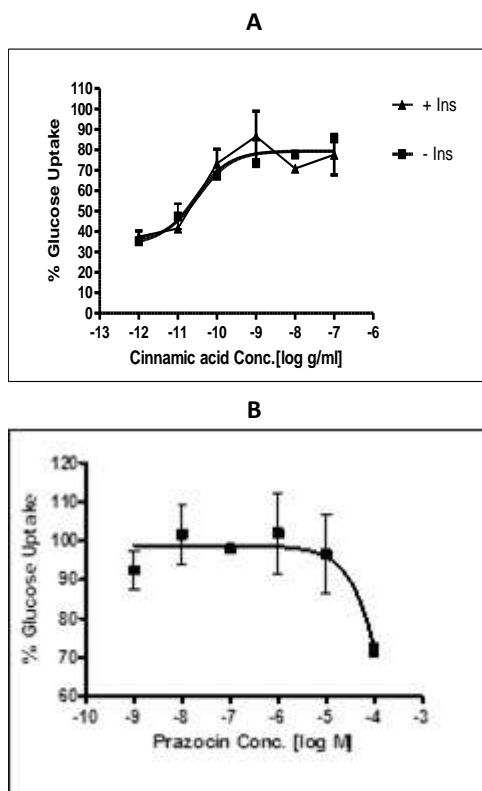 A
110
100
90
80
70
60
50
40
30
20
10
0
% Glucose Uptake
-13 -12 -11 -10 -9 -8 -7 -6
Cinnamic acid Conc.[log g/ml]
+ Ins
- Ins
B
120
110
100
90
80
70
60
% Glucose Uptake
-10 -9 -8 -7 -6 -5 -4 -3
Prazocin Conc. [log M]